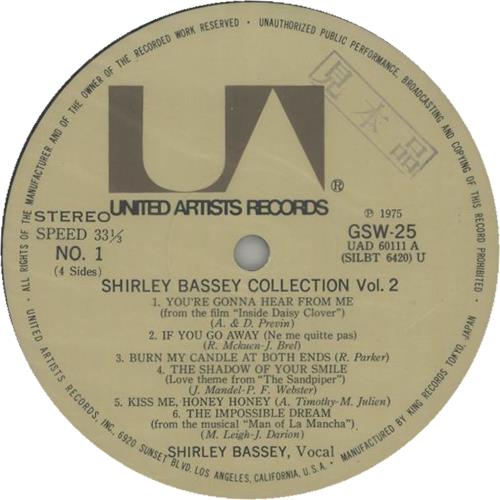 ALL RIGHTS OF THE MANUFACTURER AND OF THE OWNER OF THE RECORDED WORK RESERVED • UNAUTHORIZED PUBLIC PERFORMANCE, BROADCASTING AND COPYING OF THIS RECORD PROHIBITED.
見本品
UA
®
UNITED ARTISTS RECORDS
STEREO
SPEED 33⅓
NO. 1
(4 Sides)
℗ 1975
GSW-25
UAD 60111 A
(SILBT 6420) U
SHIRLEY BASSEY COLLECTION Vol. 2
1. YOU'RE GONNA HEAR FROM ME
(from the film "Inside Daisy Clover")
(A. & D. Previn)
2. IF YOU GO AWAY (Ne me quitte pas)
(R. Mckuen-J. Brel)
3. BURN MY CANDLE AT BOTH ENDS (R. Parker)
4. THE SHADOW OF YOUR SMILE
(Love theme from "The Sandpiper")
(J. Mandel-P. F. Webster)
5. KISS ME, HONEY HONEY (A. Timothy-M. Julien)
6. THE IMPOSSIBLE DREAM
(from the musical "Man of La Mancha")
(M. Leigh-J. Darion)
SHIRLEY BASSEY, Vocal
UNITED ARTISTS RECORDS, INC., 6920 SUNSET BLVD. LOS ANGELES, CALIFORNIA, U.S.A. • MANUFACTURED BY KING RECORDS TOKYO, JAPAN